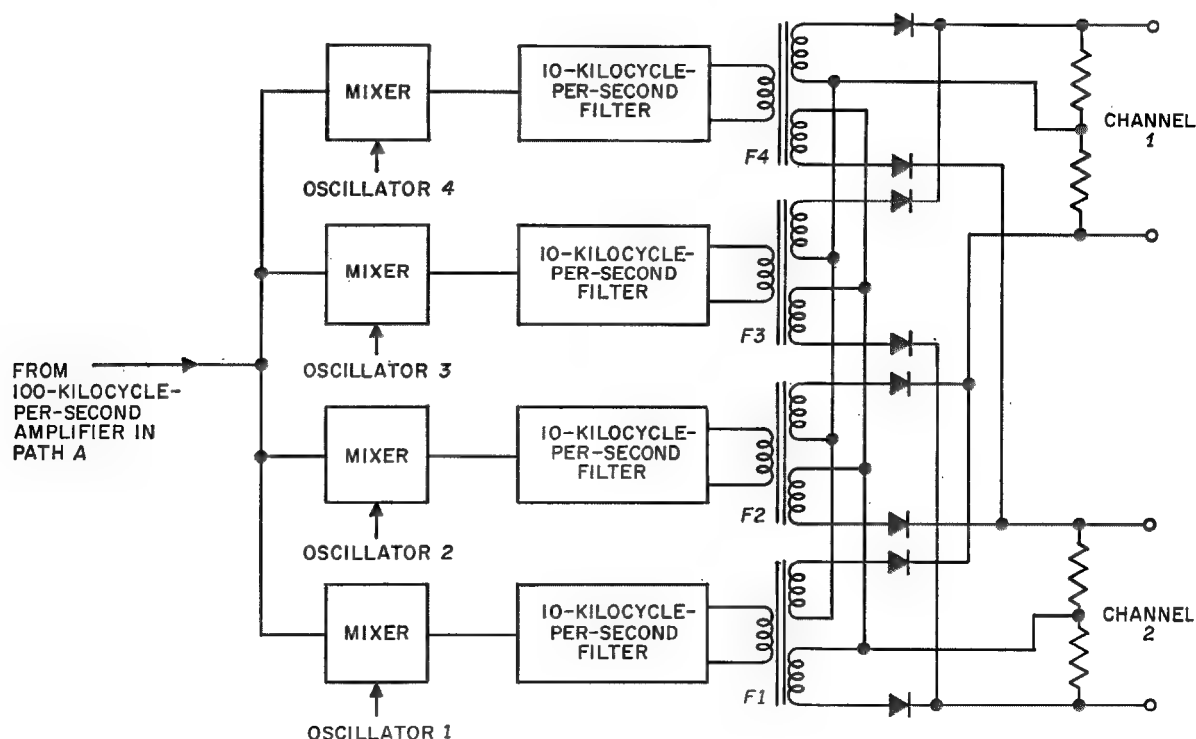 MIXER
10-KILOCYCLE-
PER-SECOND
FILTER
F4
OSCILLATOR 4
CHANNEL
1
MIXER
10-KILOCYCLE-
PER-SECOND
FILTER
F3
OSCILLATOR 3
FROM
100-KILOCYCLE-
PER-SECOND
AMPLIFIER IN
PATH A
MIXER
10-KILOCYCLE-
PER-SECOND
FILTER
F2
OSCILLATOR 2
MIXER
10-KILOCYCLE-
PER-SECOND
FILTER
F1
OSCILLATOR 1
CHANNEL
2